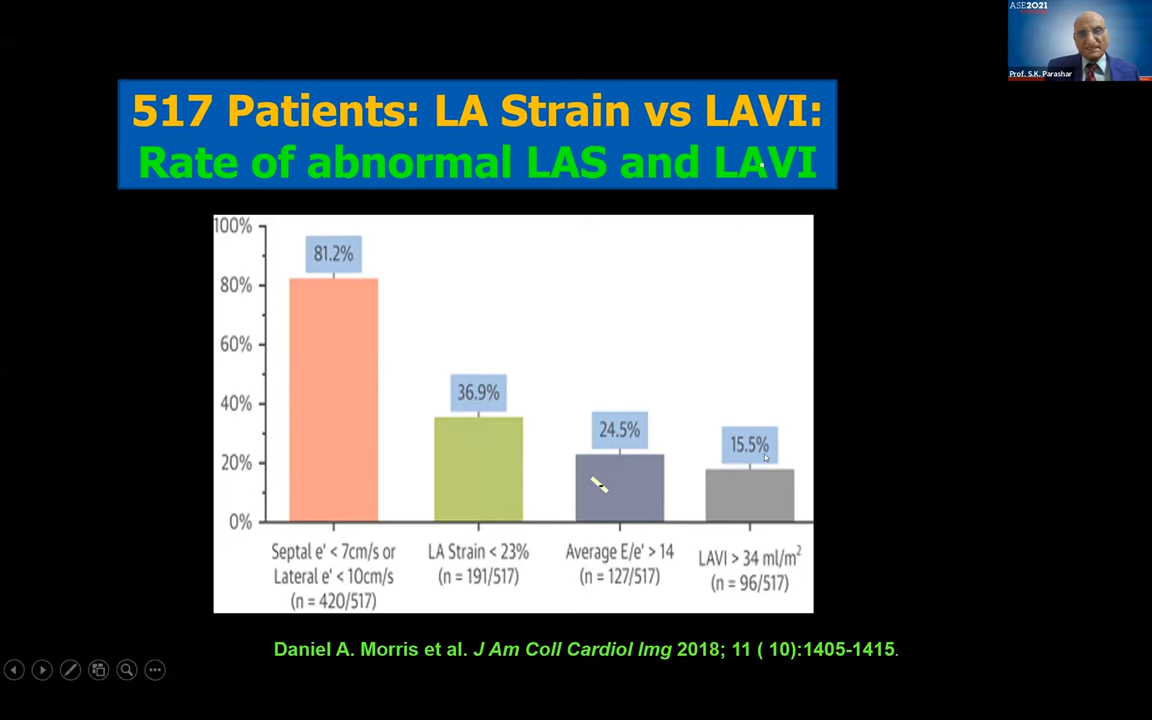 ASE2021
Prof. S.K. Parashar
517 Patients: LA Strain vs LAVI:
Rate of abnormal LAS and LAVI
100%
80%
60%
40%
20%
0%
81.2%
36.9%
24.5%
15.5%
Septal e' < 7cm/s or
Lateral e' < 10cm/s
(n = 420/517)
LA Strain < 23%
(n = 191/517)
Average E/e' > 14
(n = 127/517)
LAVI > 34 ml/m²
(n = 96/517)
Daniel A. Morris et al. J Am Coll Cardiol Img 2018; 11 ( 10):1405-1415.